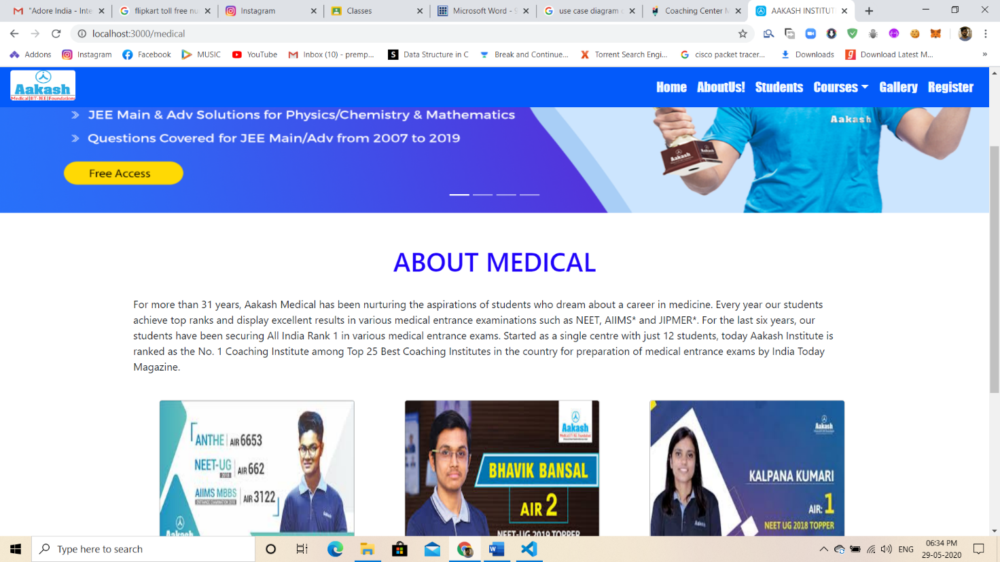 "Adore India - Inte
flipkart toll free nu
Instagram
Classes
Microsoft Word - S
use case diagram c
Coaching Center M
AAKASH INSTITUT
localhost:3000/medical
Addons
Instagram
Facebook
MUSIC
YouTube
Inbox (10) - premp...
Data Structure in C
Break and Continue...
Torrent Search Engi...
cisco packet tracer...
Downloads
Download Latest M...
»
Aakash
Medical|IIT-JEE|Foundations
Home AboutUs! Students Courses Gallery Register
JEE Main & Adv Solutions for Physics/Chemistry & Mathematics
Questions Covered for JEE Main/Adv from 2007 to 2019
Free Access
Aakash
Aakash
Aakash
ABOUT MEDICAL
For more than 31 years, Aakash Medical has been nurturing the aspirations of students who dream about a career in medicine. Every year our students
achieve top ranks and display excellent results in various medical entrance examinations such as NEET, AIIMS* and JIPMER*. For the last six years, our
students have been securing All India Rank 1 in various medical entrance exams. Started as a single centre with just 12 students, today Aakash Institute is
ranked as the No. 1 Coaching Institute among Top 25 Best Coaching Institutes in the country for preparation of medical entrance exams by India Today
Magazine.
ANTHE AIR 6653
NEET-UG AIR 662
2018
AIIMS MBBS AIR 3122
ENTRANCE EXAMINATION 2018
Aakash
Aakash
BHAVIK BANSAL
AIR 2
NEET-UG 2019 TOPPER
Aakash
KALPANA KUMARI
AIR: 1
NEET UG 2018 TOPPER
Aakash
Type here to search
ENG
06:34 PM
29-05-2020